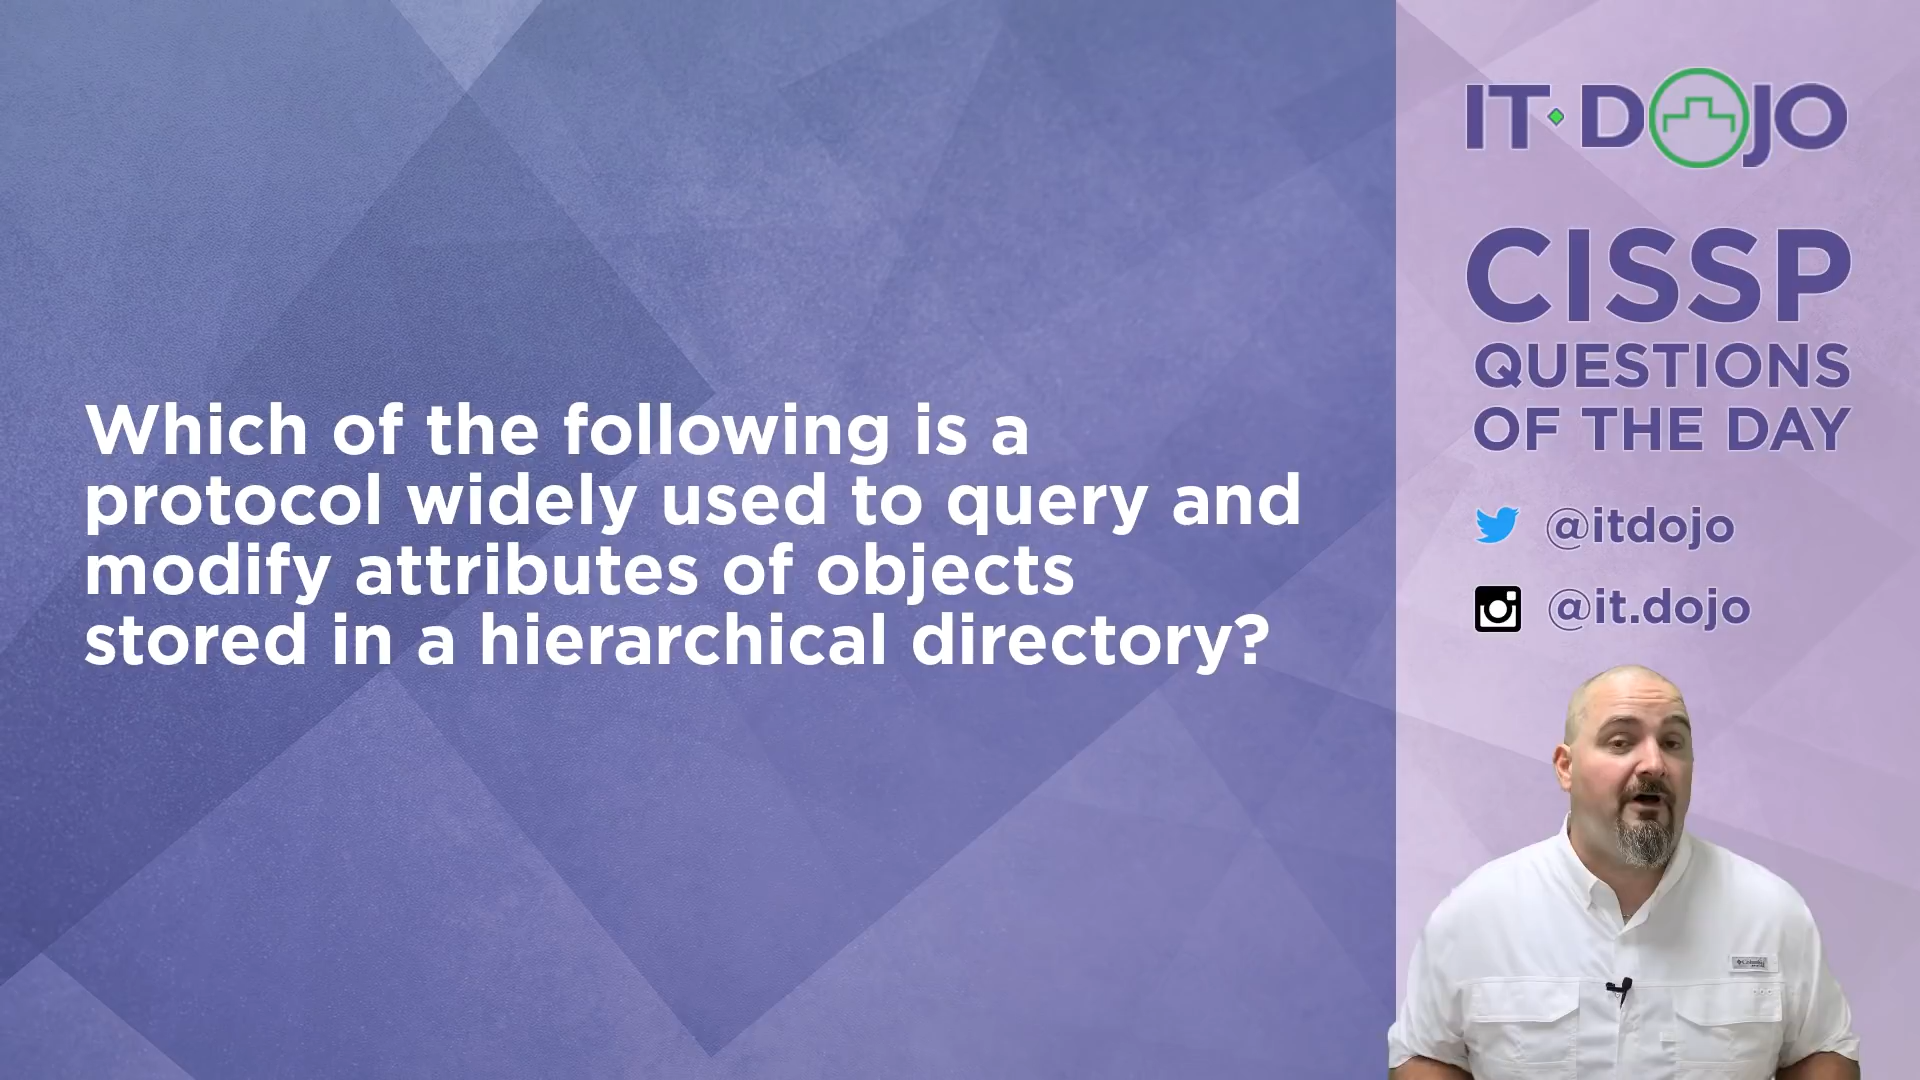 Which of the following is a
protocol widely used to query and
modify attributes of objects
stored in a hierarchical directory?
IT DOJO
CISSP
QUESTIONS
OF THE DAY
@itdojo
@it.dojo
Columbia